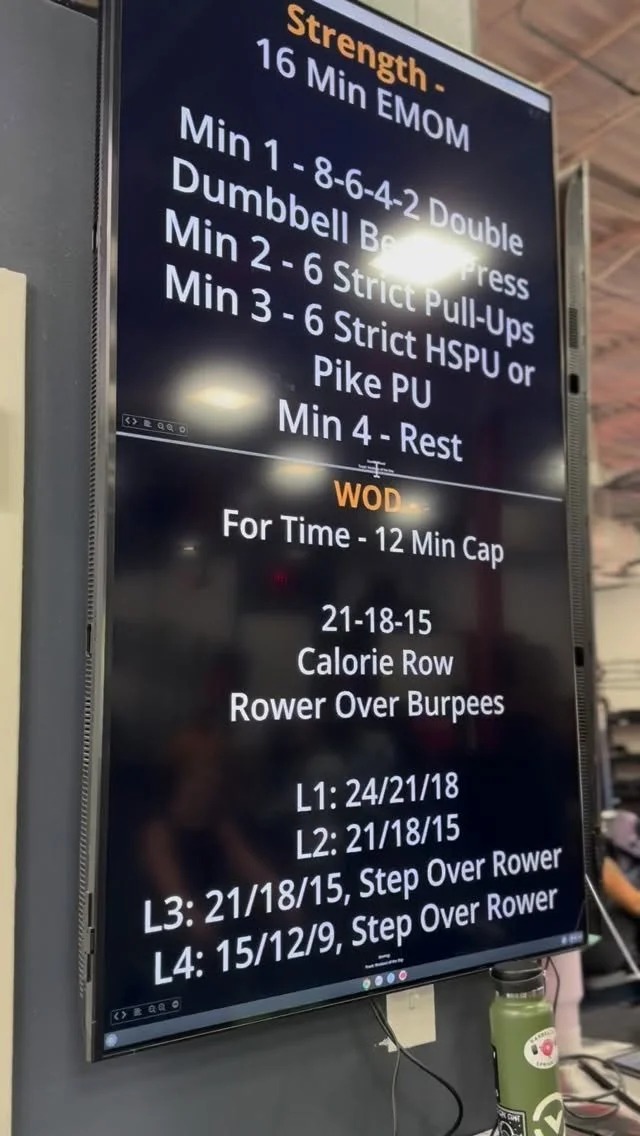 Strength -
16 Min EMOM
Min 1 - 8-6-4-2 Double
Dumbbell Bench Press
Min 2 - 6 Strict Pull-Ups
Min 3 - 6 Strict HSPU or
Pike PU
Min 4 - Rest
WOD -
For Time - 12 Min Cap
21-18-15
Calorie Row
Rower Over Burpees
L1: 24/21/18
L2: 21/18/15
L3: 21/18/15, Step Over Rower
L4: 15/12/9, Step Over Rower